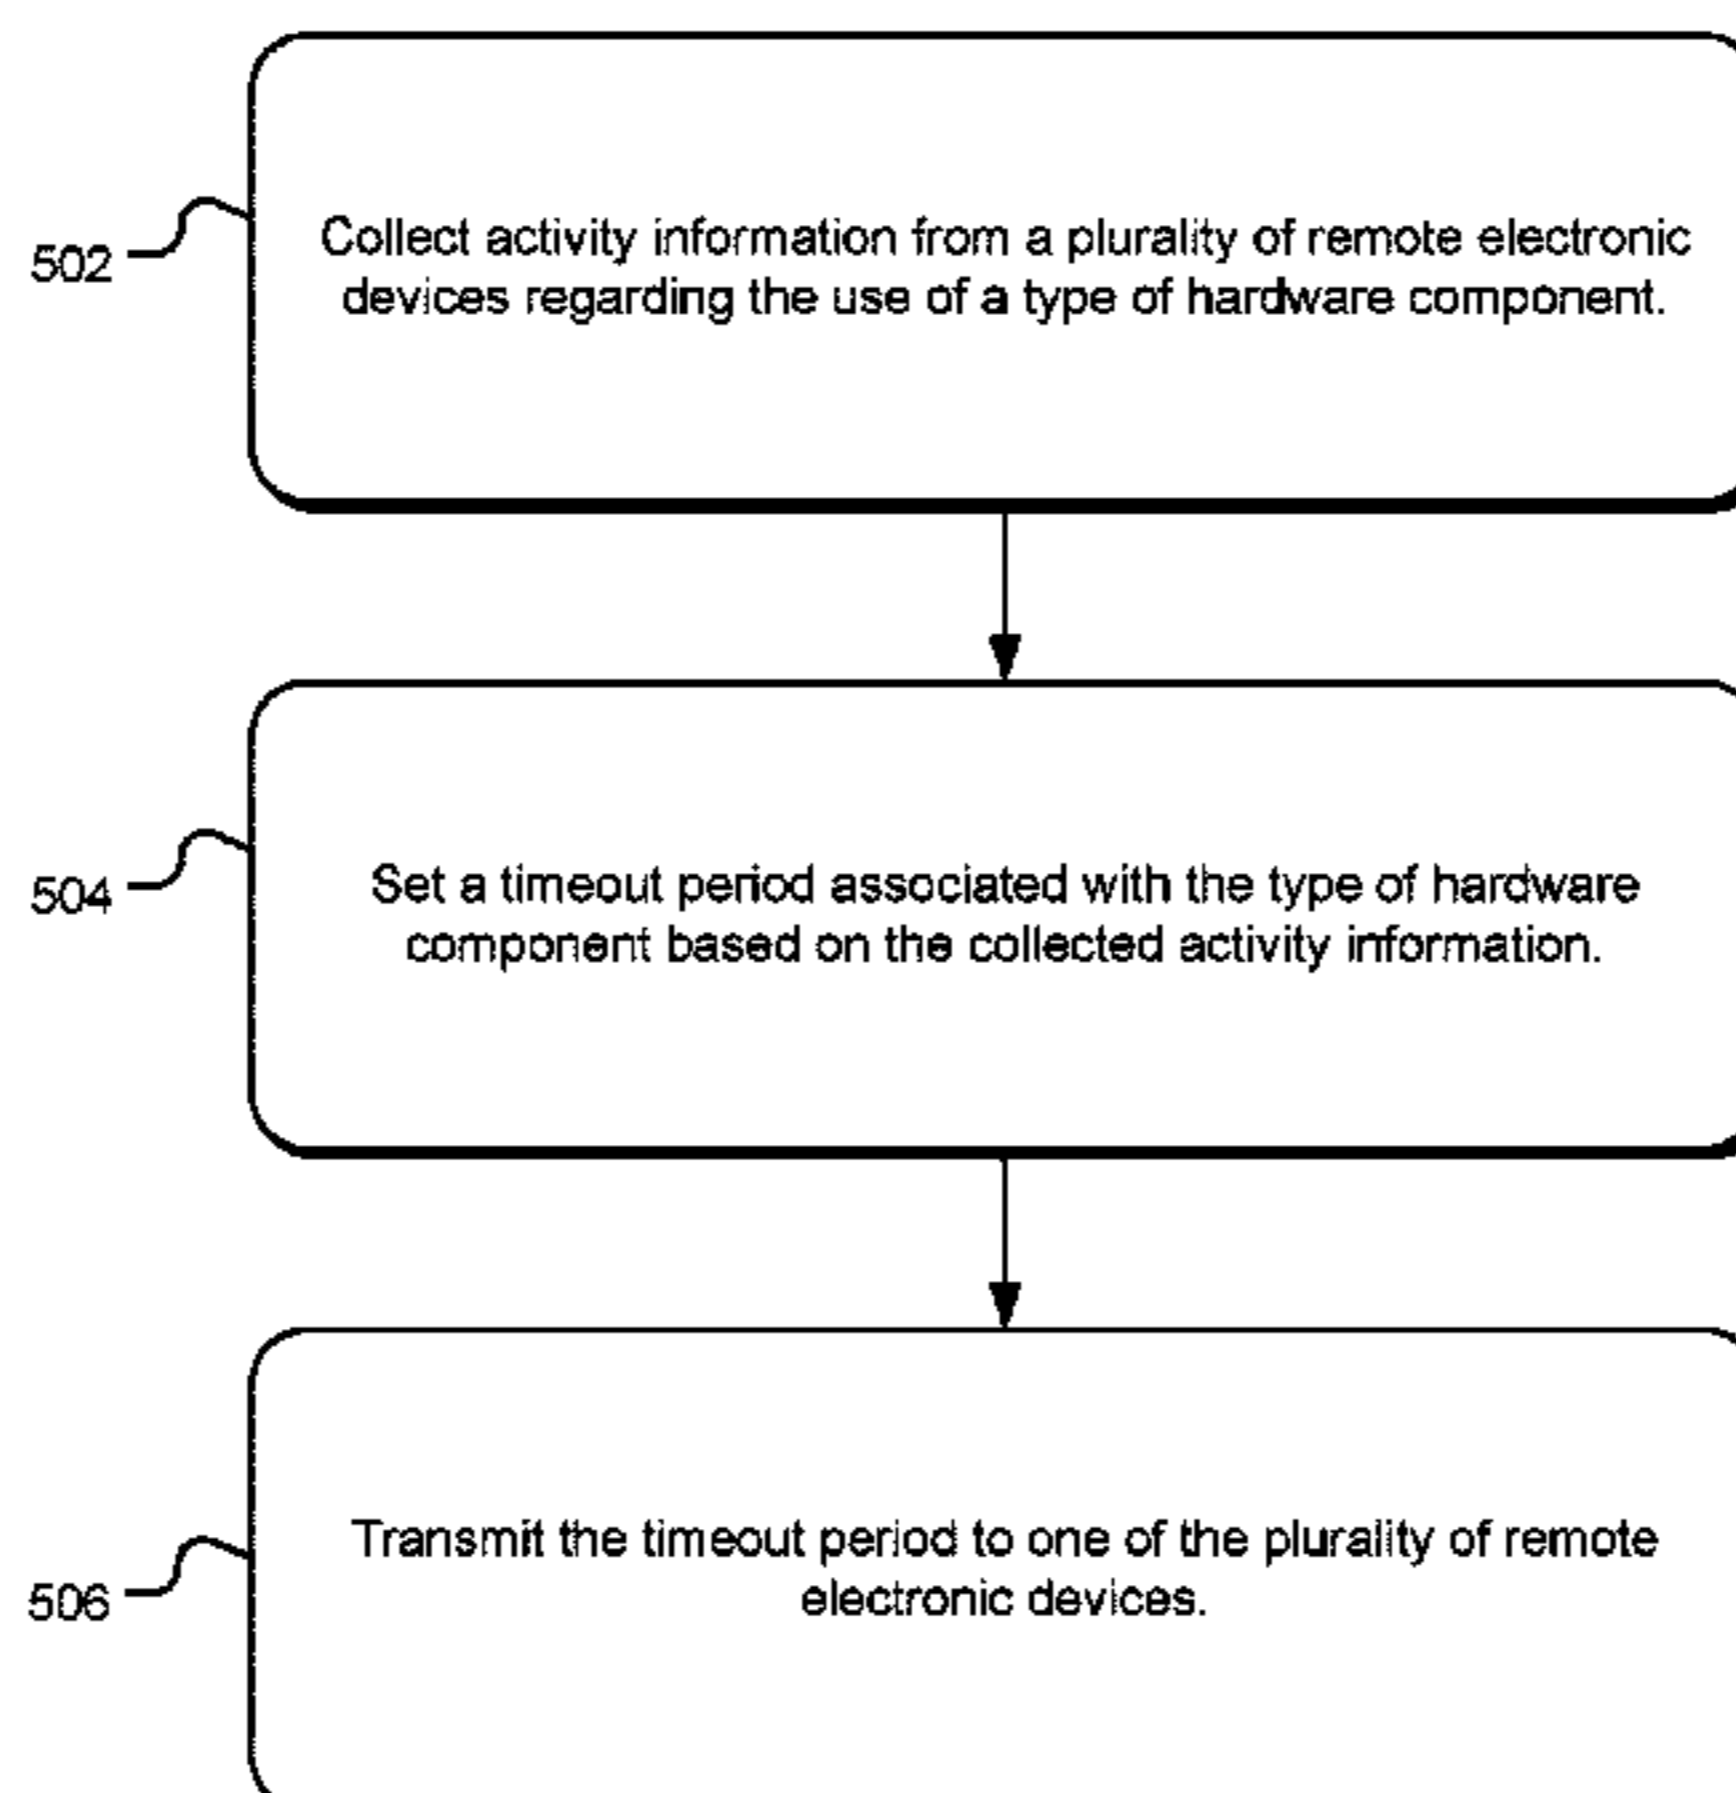 502
Collect activity information from a plurality of remote electronic
devices regarding the use of a type of hardware component.
504
Set a timeout period associated with the type of hardware
component based on the collected activity information.
506
Transmit the timeout period to one of the plurality of remote
electronic devices.